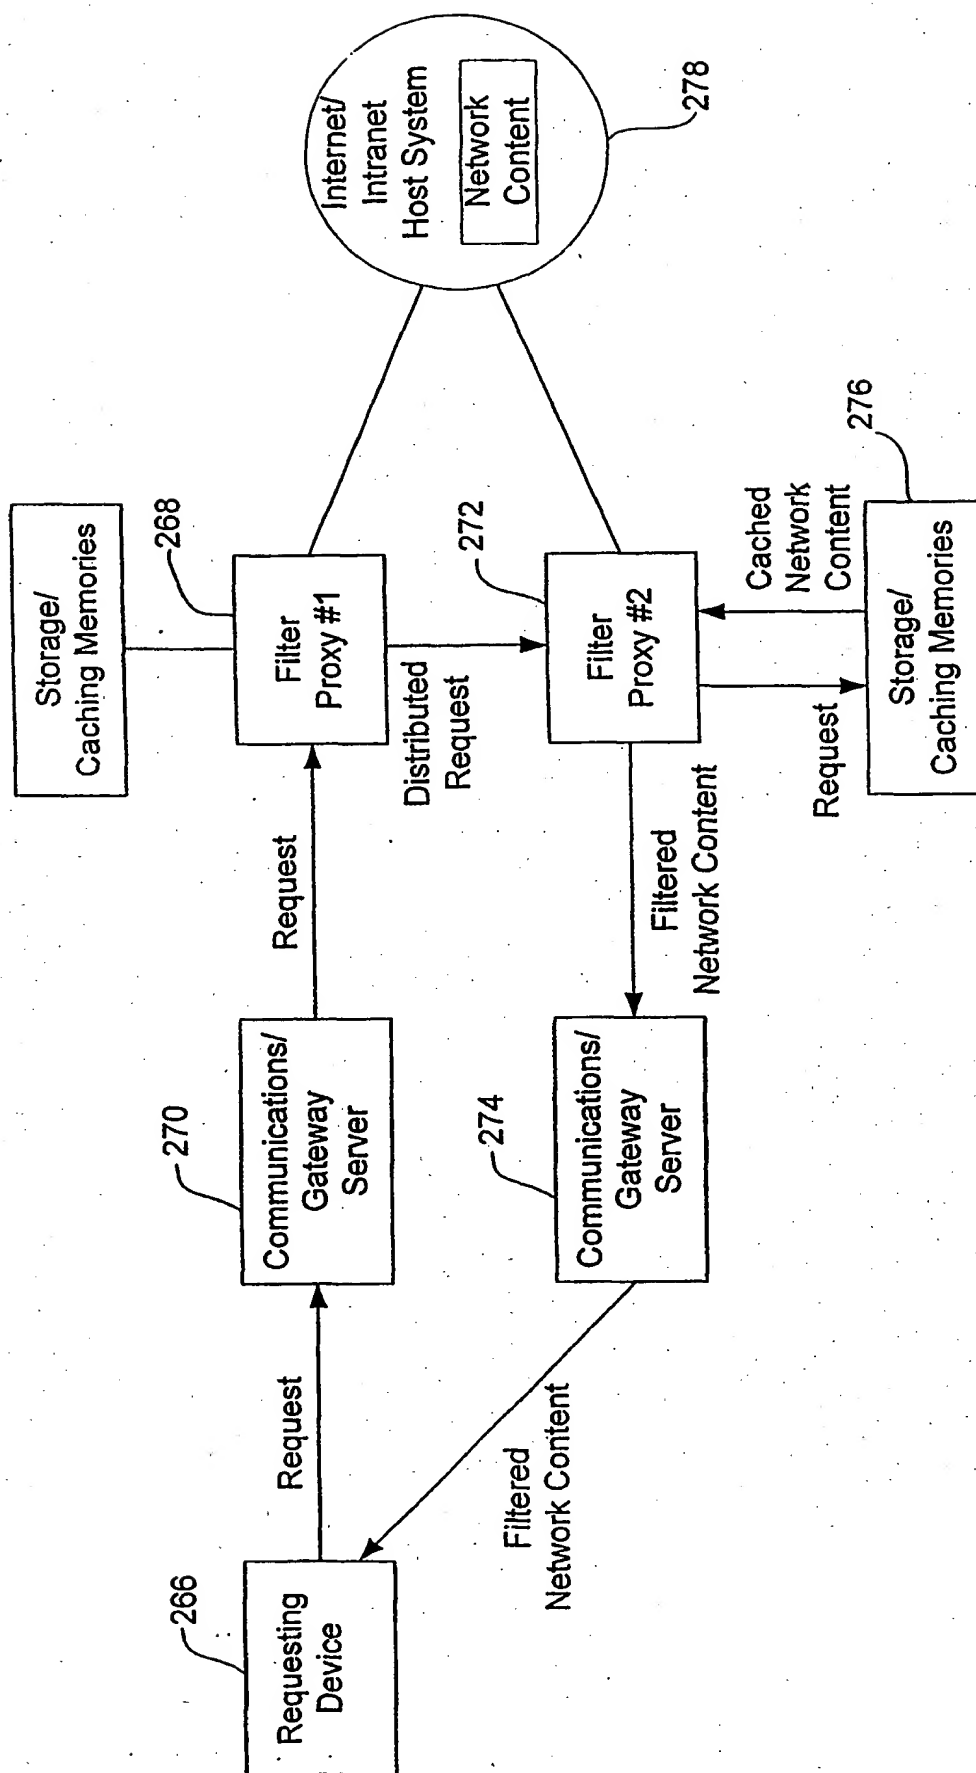 Storage/
Caching Memories
268
Filter
Proxy #1
Request
270
Communications/
Gateway
Server
Request
266
Requesting
Device
Distributed
Request
Internet/
Intranet
Host System
Network
Content
278
272
Filter
Proxy #2
Filtered
Network Content
274
Communications/
Gateway
Server
Filtered
Network Content
Cached
Network
Content
Request
276
Storage/
Caching Memories